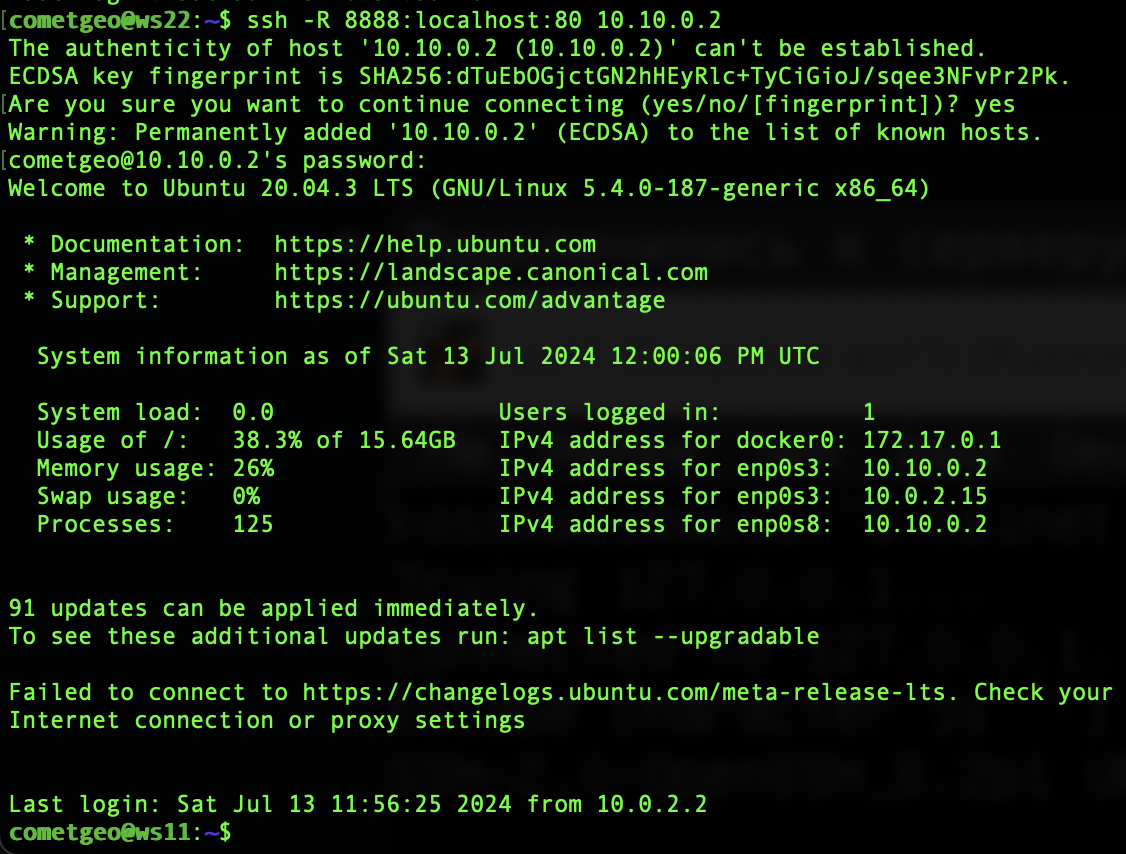 [cometgeo@ws22:~$ ssh -R 8888:localhost:80 10.10.0.2
The authenticity of host '10.10.0.2 (10.10.0.2)' can't be established.
ECDSA key fingerprint is SHA256:dTuEbOGjctGN2hHEyRlc+TyCiGioJ/sqee3NFvPr2Pk.
[Are you sure you want to continue connecting (yes/no/[fingerprint])? yes
Warning: Permanently added '10.10.0.2' (ECDSA) to the list of known hosts.
[cometgeo@10.10.0.2's password:
Welcome to Ubuntu 20.04.3 LTS (GNU/Linux 5.4.0-187-generic x86_64)
* Documentation: https://help.ubuntu.com
* Management: https://landscape.canonical.com
* Support: https://ubuntu.com/advantage
System information as of Sat 13 Jul 2024 12:00:06 PM UTC
System load: 0.0 Users logged in: 1
Usage of /: 38.3% of 15.64GB IPv4 address for docker0: 172.17.0.1
Memory usage: 26% IPv4 address for enp0s3: 10.10.0.2
Swap usage: 0% IPv4 address for enp0s3: 10.0.2.15
Processes: 125 IPv4 address for enp0s8: 10.10.0.2
91 updates can be applied immediately.
To see these additional updates run: apt list --upgradable
Failed to connect to https://changelogs.ubuntu.com/meta-release-lts. Check your
Internet connection or proxy settings
Last login: Sat Jul 13 11:56:25 2024 from 10.0.2.2
cometgeo@ws11:~$